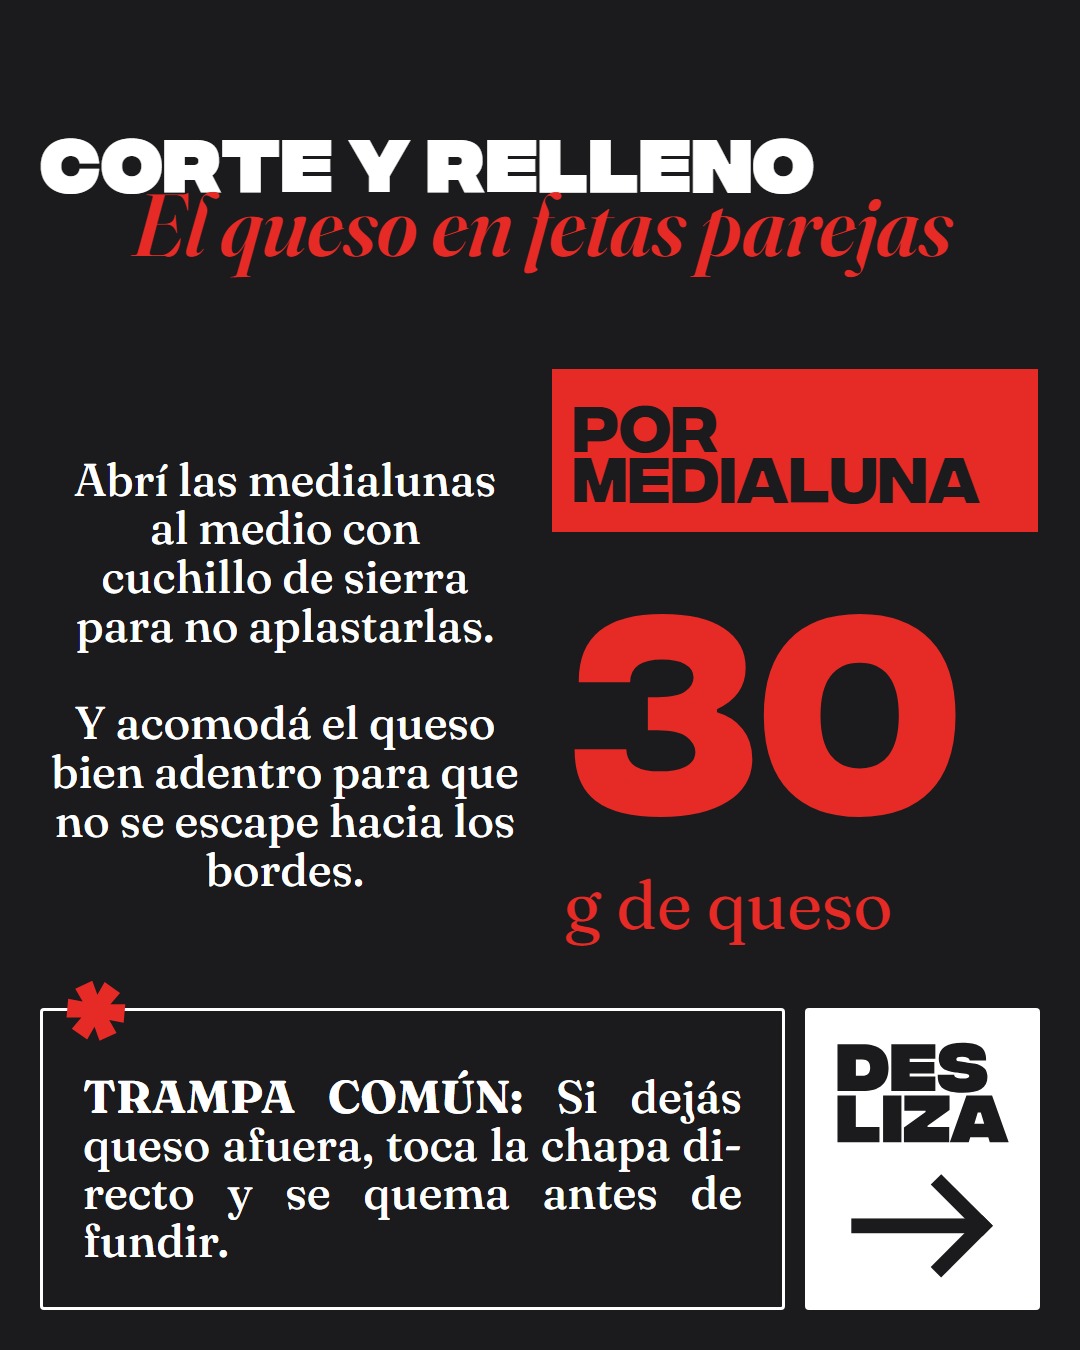 CORTE Y RELLENO
El queso en fetas parejas
Abrí las medialunas
al medio con
cuchillo de sierra
para no aplastarlas.
Y acomodá el queso
bien adentro para que
no se escape hacia los
bordes.
POR
MEDIALUNA
30
g de queso
TRAMPA COMÚN: Si dejás
queso afuera, toca la chapa di-
recto y se quema antes de
fundir.
DES
LIZA